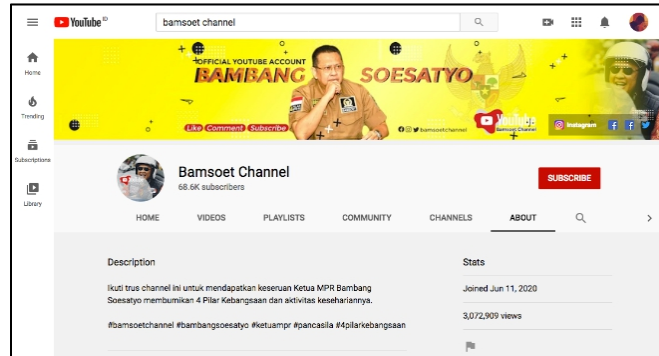 YouTube ID
bamsoet channel
OFFICIAL YOUTUBE ACCOUNT
BAMBANG SOESATYO
Like Comment Subscribe
bamsoetchannel
YouTube
Bamsoet Channel
Instagram
Home
Trending
Subscriptions
Library
Bamsoet Channel
68.6K subscribers
SUBSCRIBE
HOME VIDEOS PLAYLISTS COMMUNITY CHANNELS ABOUT
Description
Ikuti trus channel ini untuk mendapatkan keseruan Ketua MPR Bambang
Soesatyo membumikan 4 Pilar Kebangsaan dan aktivitas kesehariannya.
#bamsoetchannel #bambangsoesatyo #ketuampr #pancasila #4pilarkebangsaan
Stats
Joined Jun 11, 2020
3,072,909 views